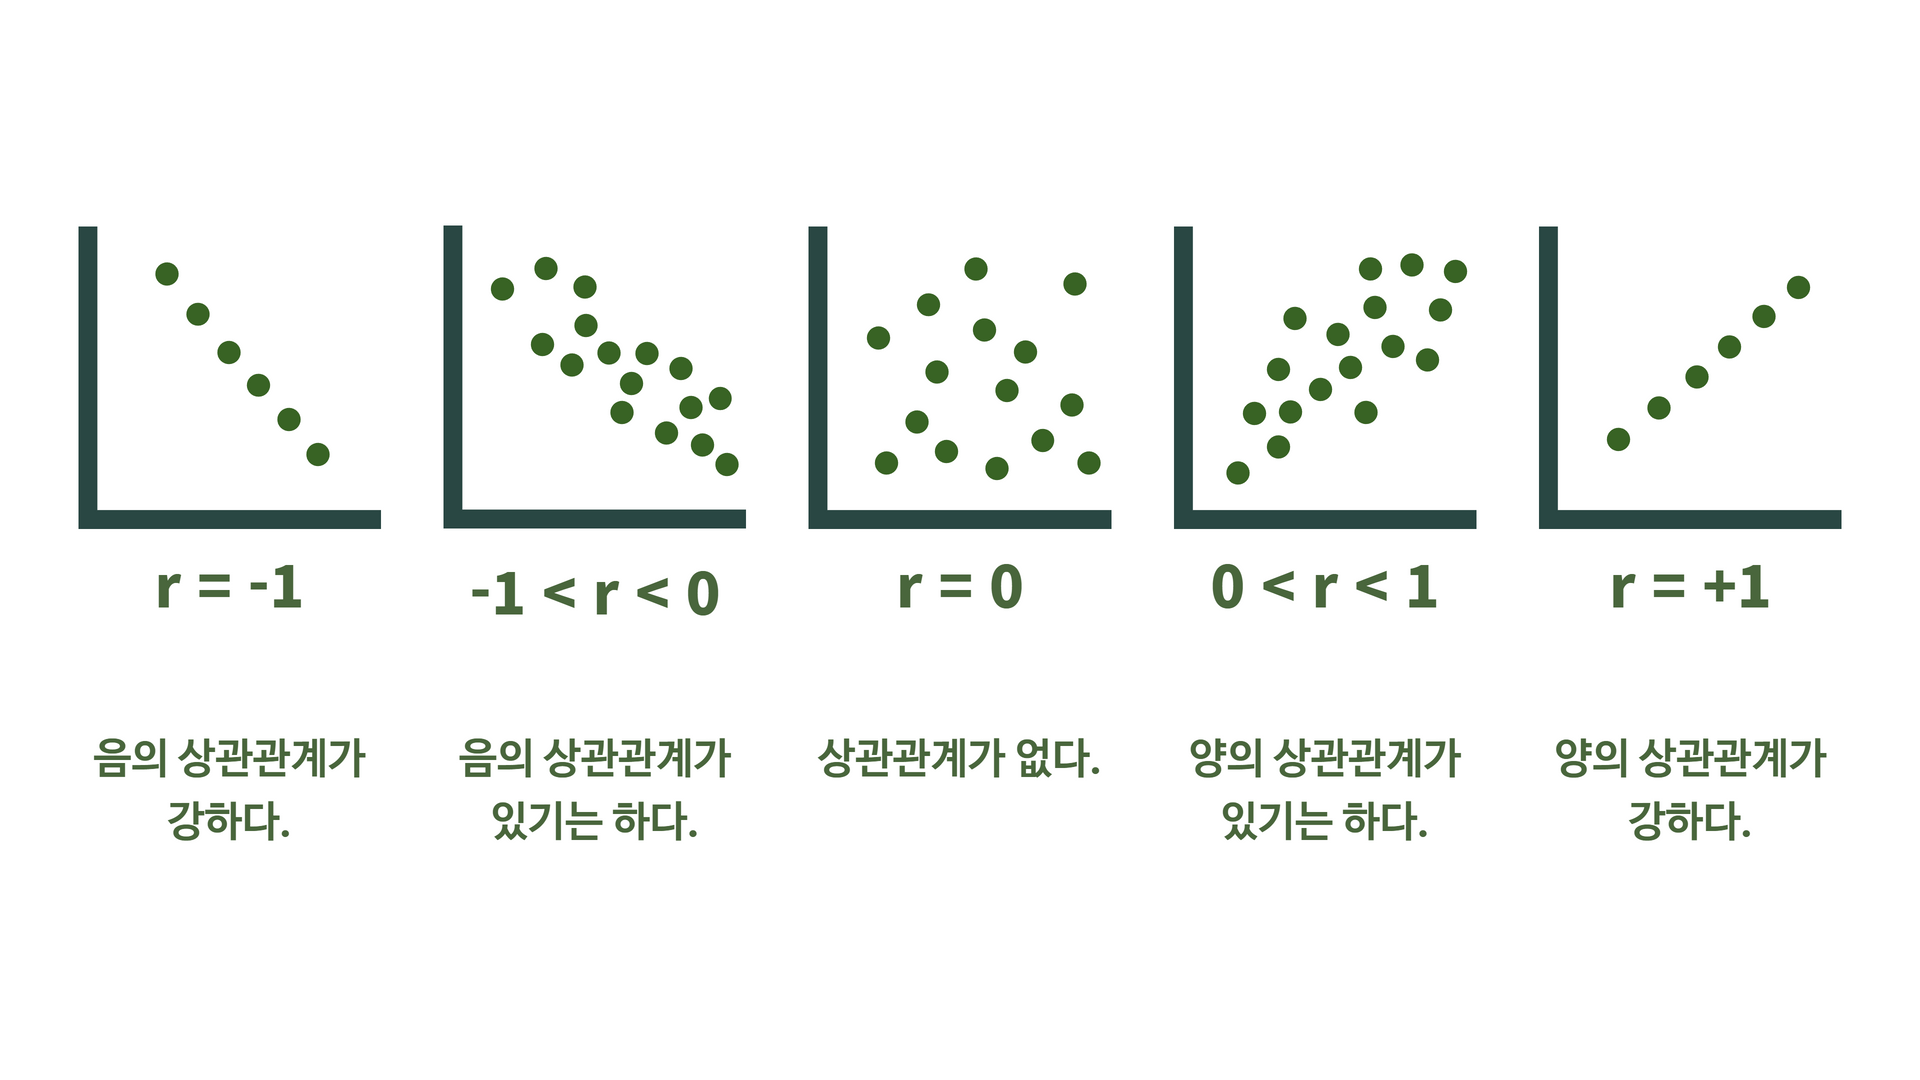 r = -1
-1 < r < 0
r = 0
0 < r < 1
r = +1
음의 상관관계가
강하다.
음의 상관관계가
있기는 하다.
상관관계가 없다.
양의 상관관계가
있기는 하다.
양의 상관관계가
강하다.